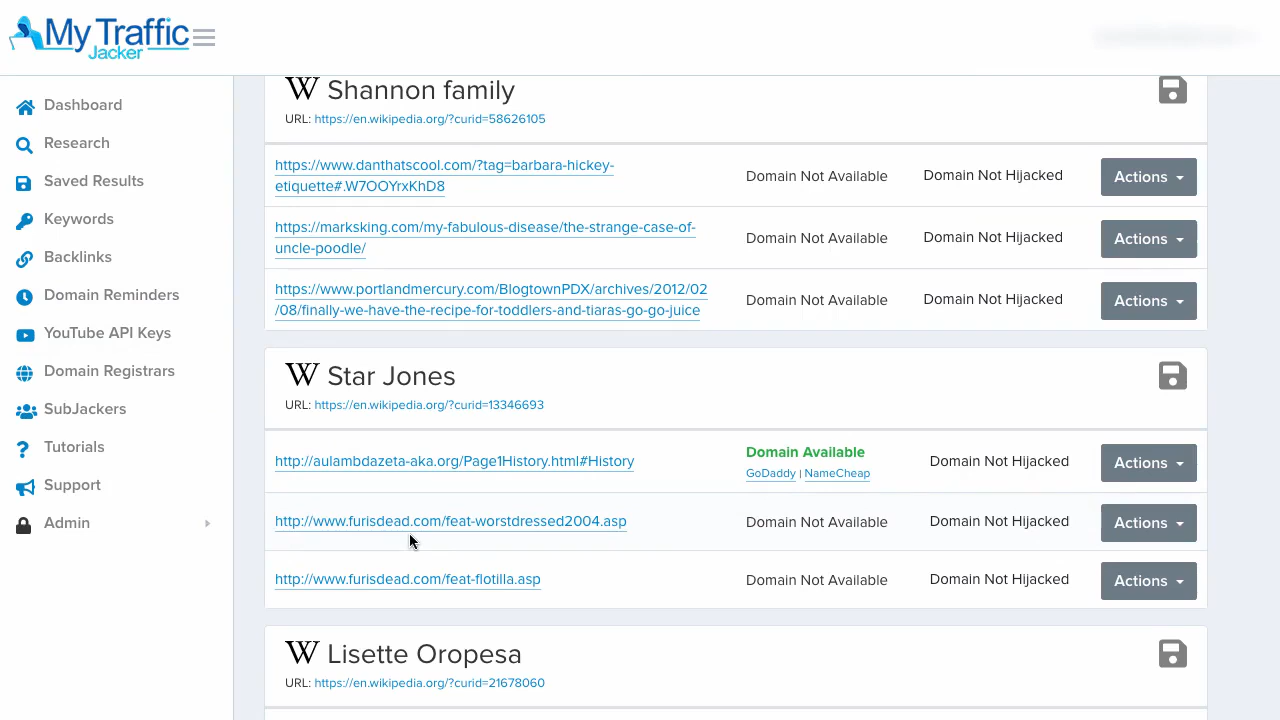 My Traffic
Jacker
Dashboard
Research
Saved Results
Keywords
Backlinks
Domain Reminders
YouTube API Keys
Domain Registrars
SubJackers
Tutorials
Support
Admin
W Shannon family
URL: https://en.wikipedia.org/?curid=58626105
https://www.danthatscool.com/?tag=barbara-hickey-
etiquette#.W7OOYrxKhD8
Domain Not Available
Domain Not Hijacked
Actions
https://marksking.com/my-fabulous-disease/the-strange-case-of-
uncle-poodle/
Domain Not Available
Domain Not Hijacked
Actions
https://www.portlandmercury.com/BlogtownPDX/archives/2012/02
/08/finally-we-have-the-recipe-for-toddlers-and-tiaras-go-go-juice
Domain Not Available
Domain Not Hijacked
Actions
W Star Jones
URL: https://en.wikipedia.org/?curid=13346693
http://aulambdazeta-aka.org/Page1History.html#History
Domain Available
GoDaddy | NameCheap
Domain Not Hijacked
Actions
http://www.furisdead.com/feat-worstdressed2004.asp
Domain Not Available
Domain Not Hijacked
Actions
http://www.furisdead.com/feat-flotilla.asp
Domain Not Available
Domain Not Hijacked
Actions
W Lisette Oropesa
URL: https://en.wikipedia.org/?curid=21678060